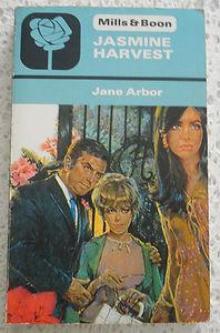 Mills & Boon
JASMINE
HARVEST
Jane Arbor